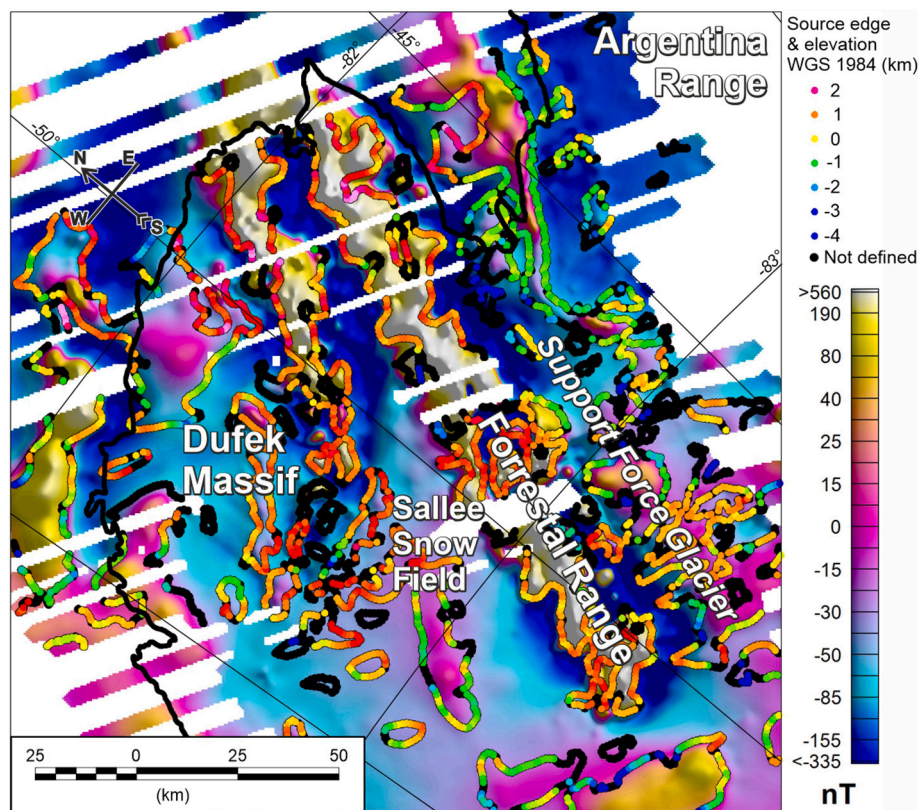 Argentina
Range
-82°
-45°
-50°
N
E
W
S
-83°
Support Force Glacier
Dufek
Massif
Forrestal Range
Sallee
Snow
Field
25 0 25 50
(km)
Source edge
& elevation
WGS 1984 (km)
2
1
0
-1
-2
-3
-4
Not defined
>560
190
80
40
25
15
0
-15
-30
-50
-85
-155
<-335
nT